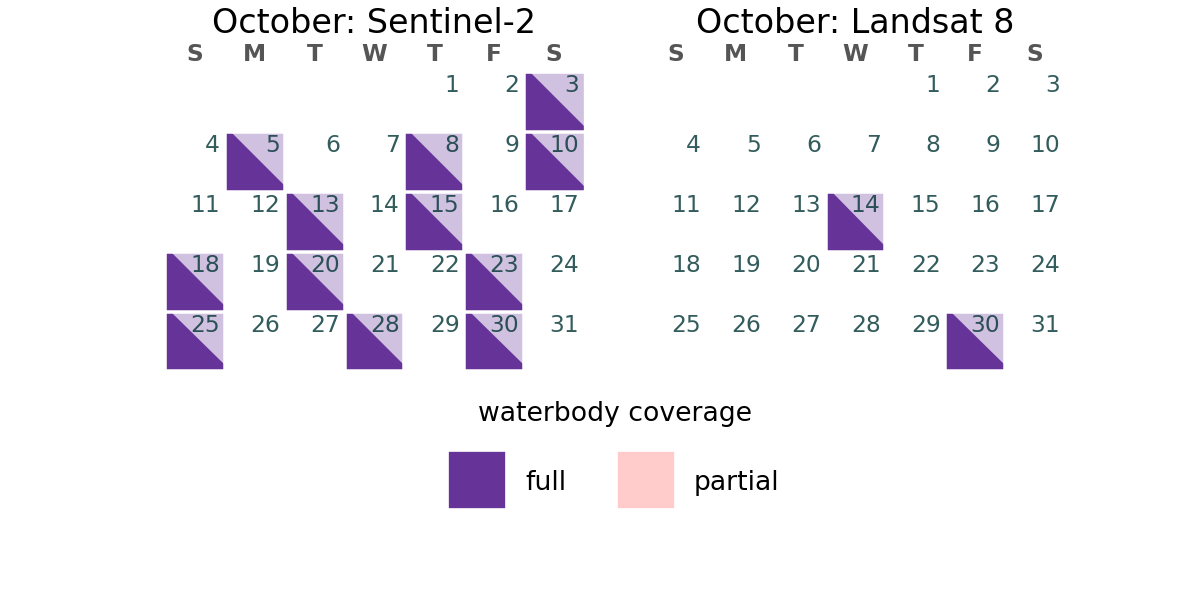 October: Sentinel-2
S M T W T F S
1 2 3
4 5 6 7 8 9 10
11 12 13 14 15 16 17
18 19 20 21 22 23 24
25 26 27 28 29 30 31
October: Landsat 8
S M T W T F S
1 2 3
4 5 6 7 8 9 10
11 12 13 14 15 16 17
18 19 20 21 22 23 24
25 26 27 28 29 30 31
waterbody coverage
full
partial